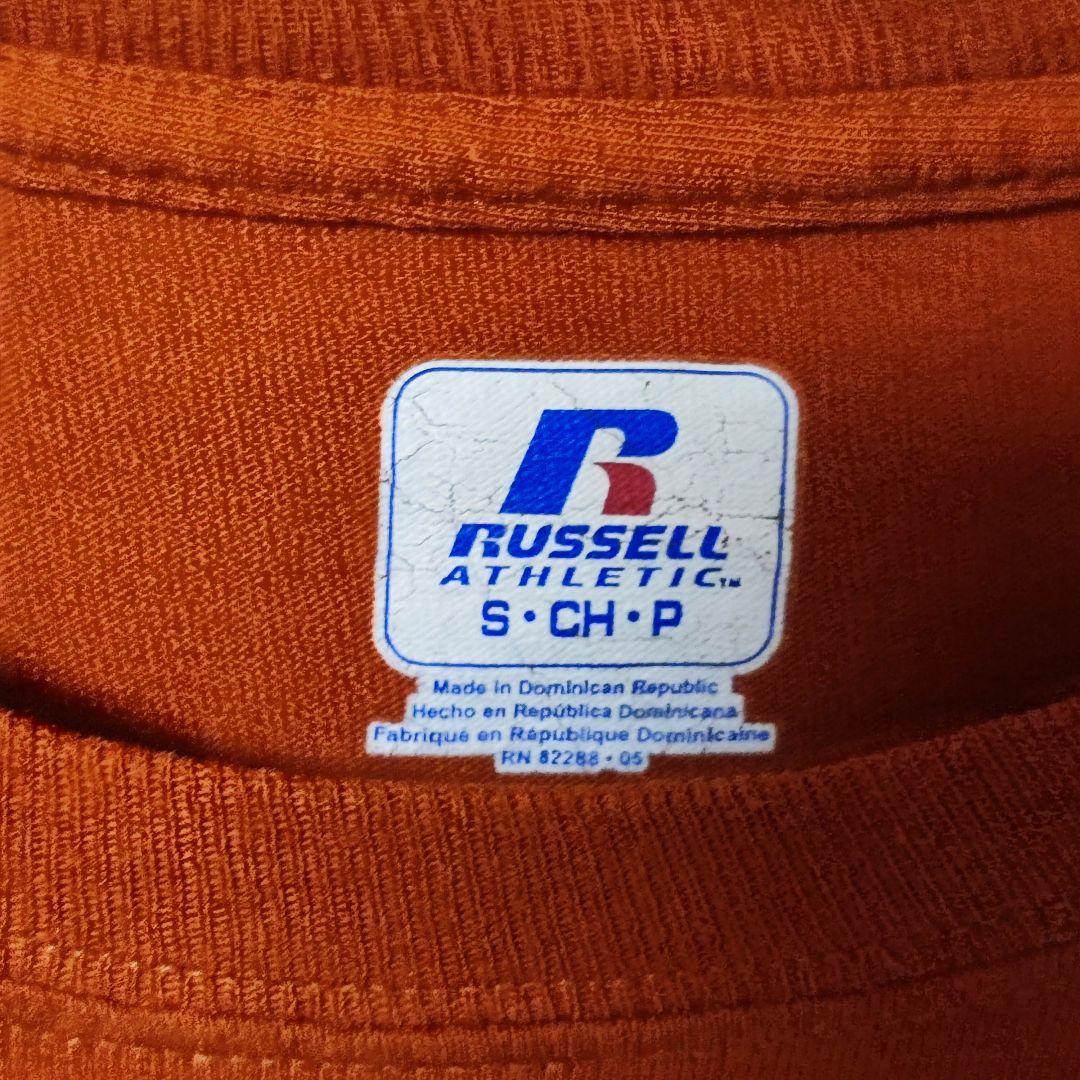 R
RUSSELL
ATHLETIC™
S·CH·P
Made in Dominican Republic
Hecho en República Dominicana
Fabriqué en République Dominicaine
RN 82288 · 05